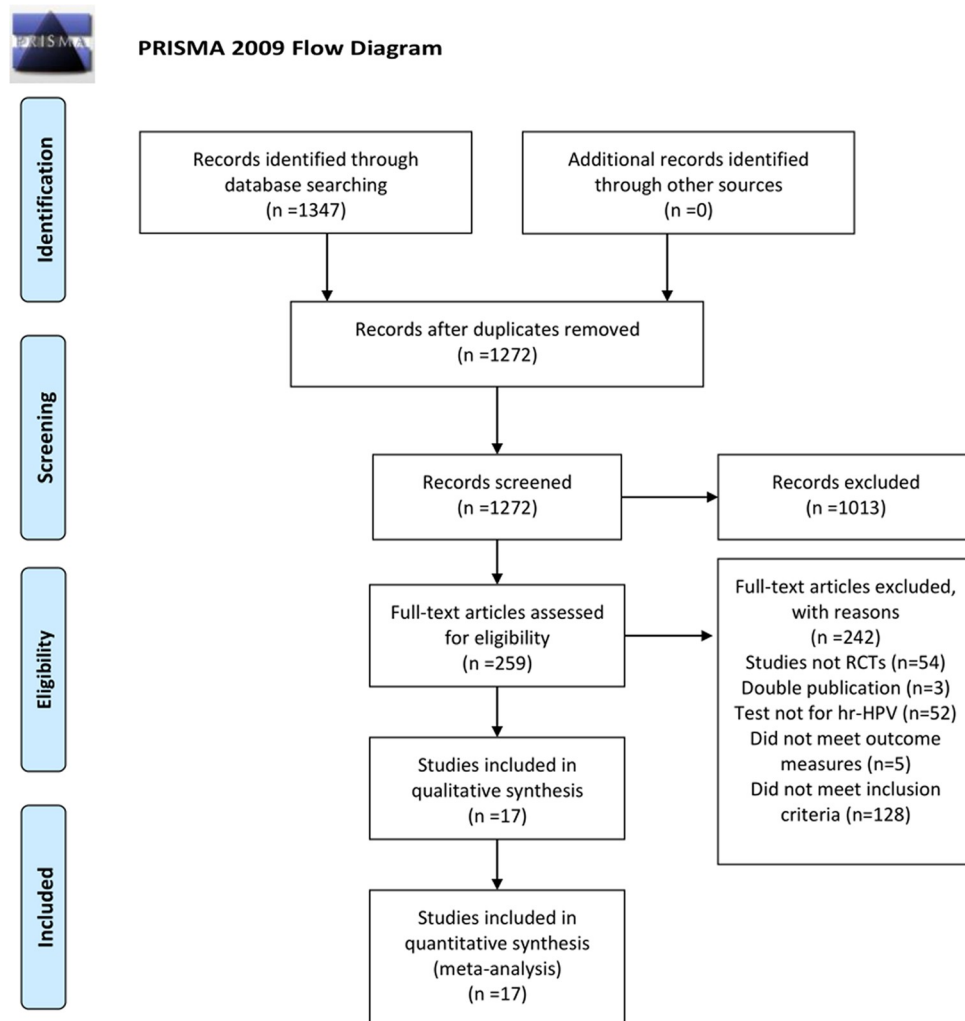 PRISMA
PRISMA 2009 Flow Diagram
Identification
Records identified through
database searching
(n =1347)
Additional records identified
through other sources
(n =0)
Records after duplicates removed
(n =1272)
Screening
Records screened
(n =1272)
Records excluded
(n =1013)
Eligibility
Full-text articles assessed
for eligibility
(n =259)
Full-text articles excluded,
with reasons
(n =242)
Studies not RCTs (n=54)
Double publication (n=3)
Test not for hr-HPV (n=52)
Did not meet outcome
measures (n=5)
Did not meet inclusion
criteria (n=128)
Studies included in
qualitative synthesis
(n =17)
Included
Studies included in
quantitative synthesis
(meta-analysis)
(n =17)